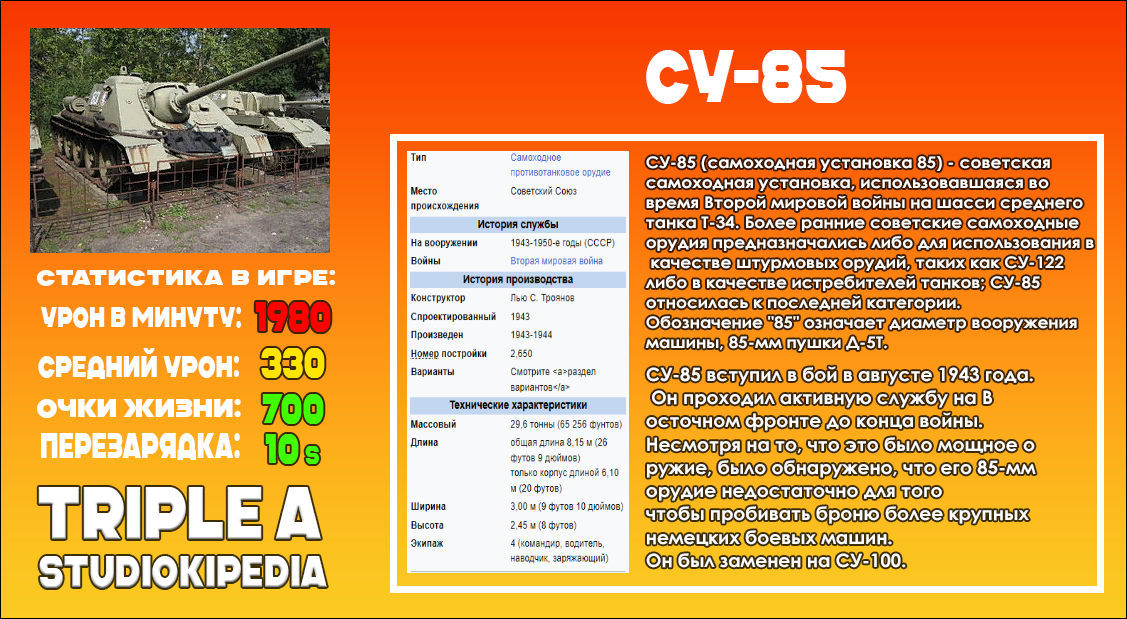 СУ-85
СТАТИСТИКА В ИГРЕ:
УРОН В МИНУТУ: 1980
СРЕДНИЙ УРОН: 330
ОЧКИ ЖИЗНИ: 700
ПЕРЕЗАРЯДКА: 10 s
TRIPLE A
STUDIOKIPEDIA
Тип Самоходное
противотанковое орудие
Место Советский Союз
происхождения
История службы
На вооружении 1943-1950-е годы (СССР)
Войны Вторая мировая война
История производства
Конструктор Лью С. Троянов
Спроектированный 1943
Произведен 1943-1944
Номер постройки 2,650
Варианты Смотрите <a>раздел
вариантов</a>
Технические характеристики
Массовый 29,6 тонны (65 256 фунтов)
Длина общая длина 8,15 м (26
футов 9 дюймов)
только корпус длиной 6,10
м (20 футов)
Ширина 3,00 м (9 футов 10 дюймов)
Высота 2,45 м (8 футов)
Экипаж 4 (командир, водитель,
наводчик, заряжающий)
СУ-85 (самоходная установка 85) - советская
самоходная установка, использовавшаяся во
время Второй мировой войны на шасси среднего
танка Т-34. Более ранние советские самоходные
орудия предназначались либо для использования в
качестве штурмовых орудий, таких как СУ-122
либо в качестве истребителей танков; СУ-85
относилась к последней категории.
Обозначение "85" означает диаметр вооружения
машины, 85-мм пушки Д-5Т.
СУ-85 вступил в бой в августе 1943 года.
Он проходил активную службу на В
осточном фронте до конца войны.
Несмотря на то, что это было мощное о
ружие, было обнаружено, что его 85-мм
орудие недостаточно для того
чтобы пробивать броню более крупных
немецких боевых машин.
Он был заменен на СУ-100.